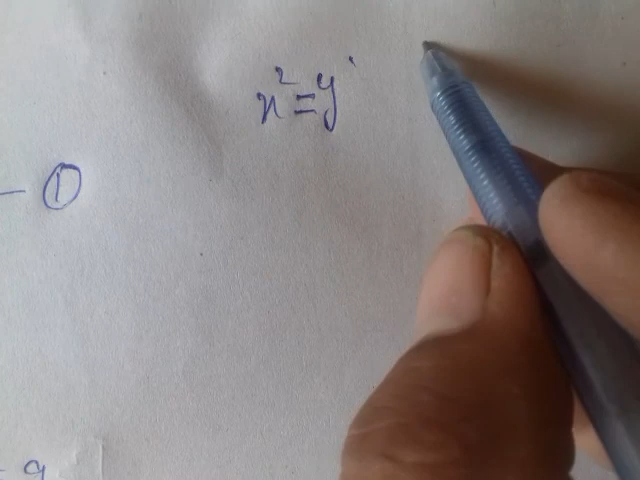 x²=y
— ①